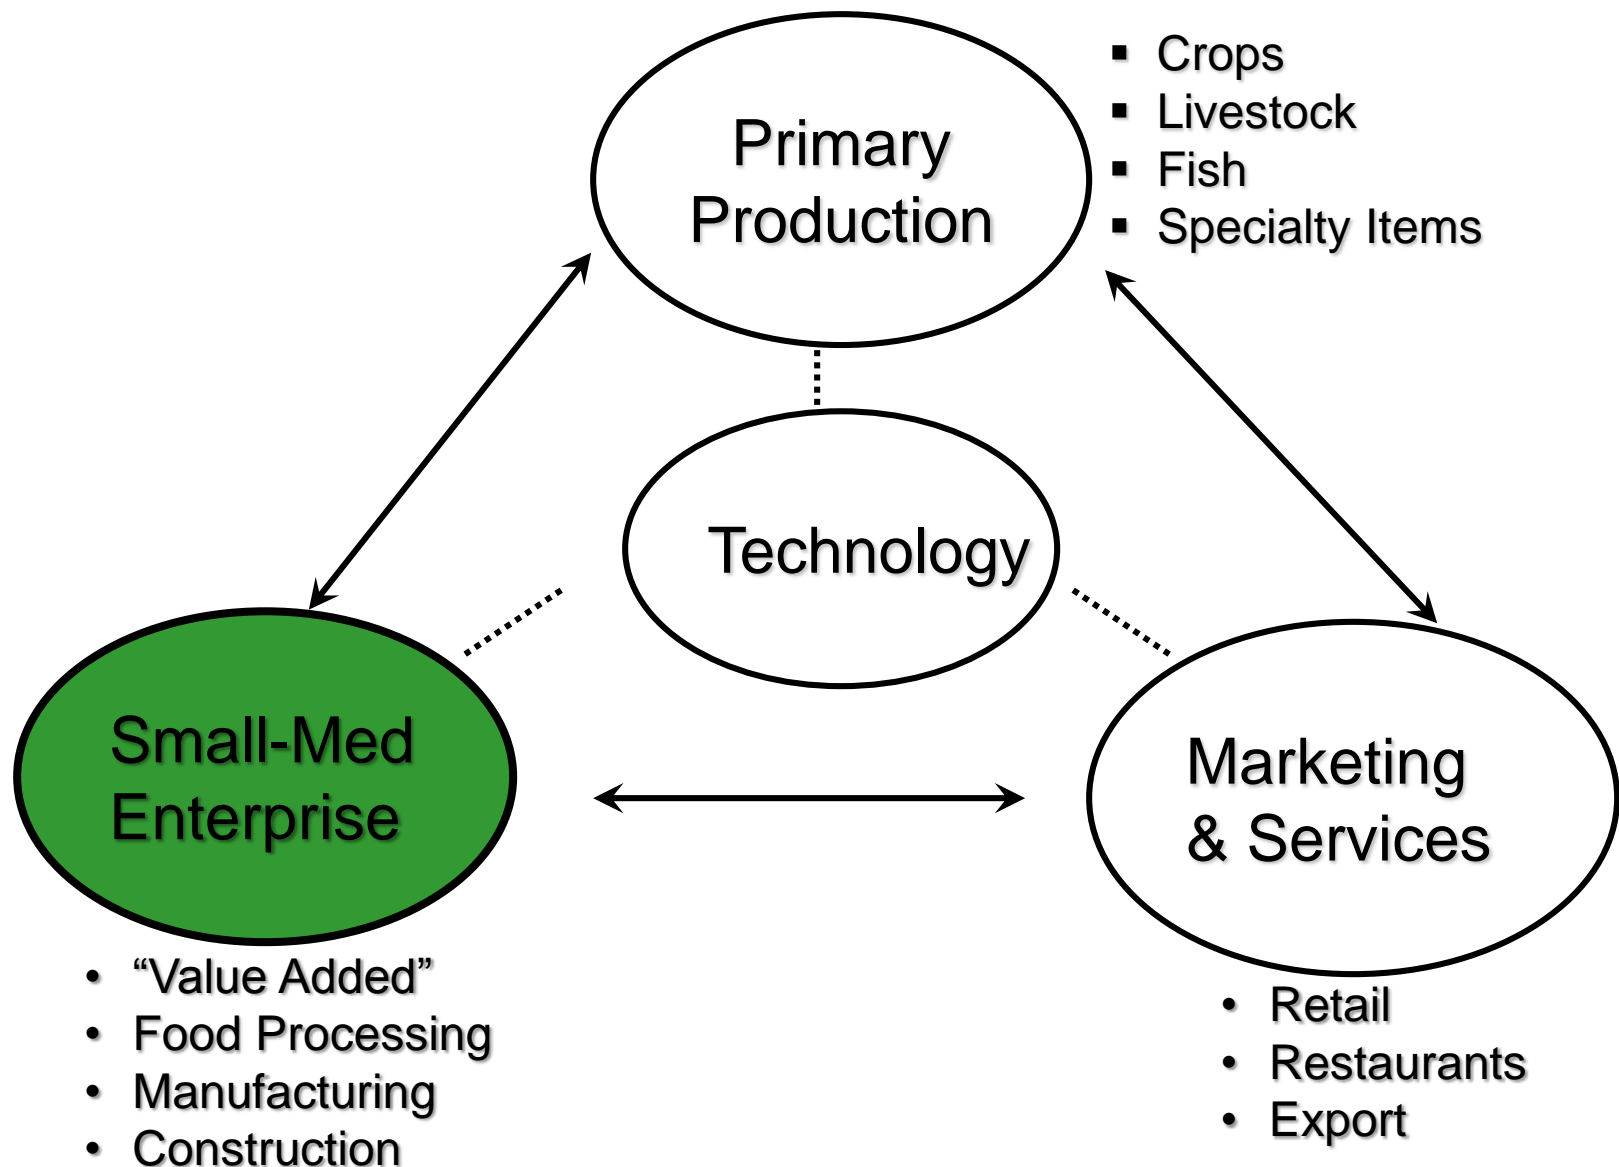 Primary
Production
▪ Crops
▪ Livestock
▪ Fish
▪ Specialty Items
Technology
Small-Med
Enterprise
Marketing
& Services
• “Value Added”
• Food Processing
• Manufacturing
• Construction
• Retail
• Restaurants
• Export